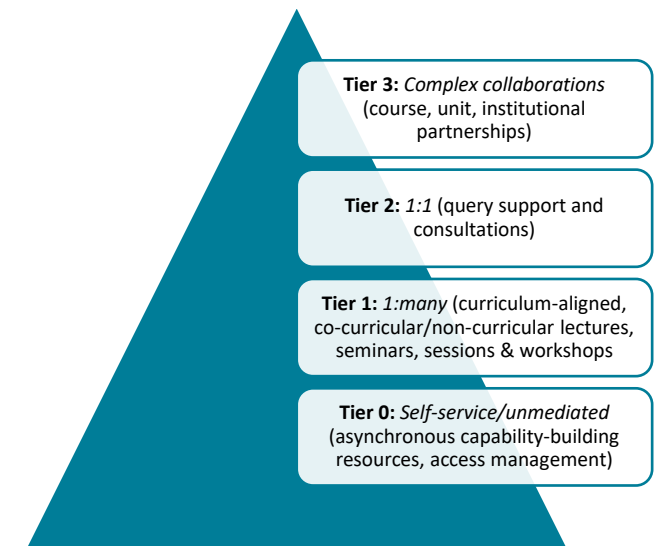 Tier 3: Complex collaborations
(course, unit, institutional
partnerships)
Tier 2: 1:1 (query support and
consultations)
Tier 1: 1:many (curriculum-aligned,
co-curricular/non-curricular lectures,
seminars, sessions & workshops
Tier 0: Self-service/unmediated
(asynchronous capability-building
resources, access management)